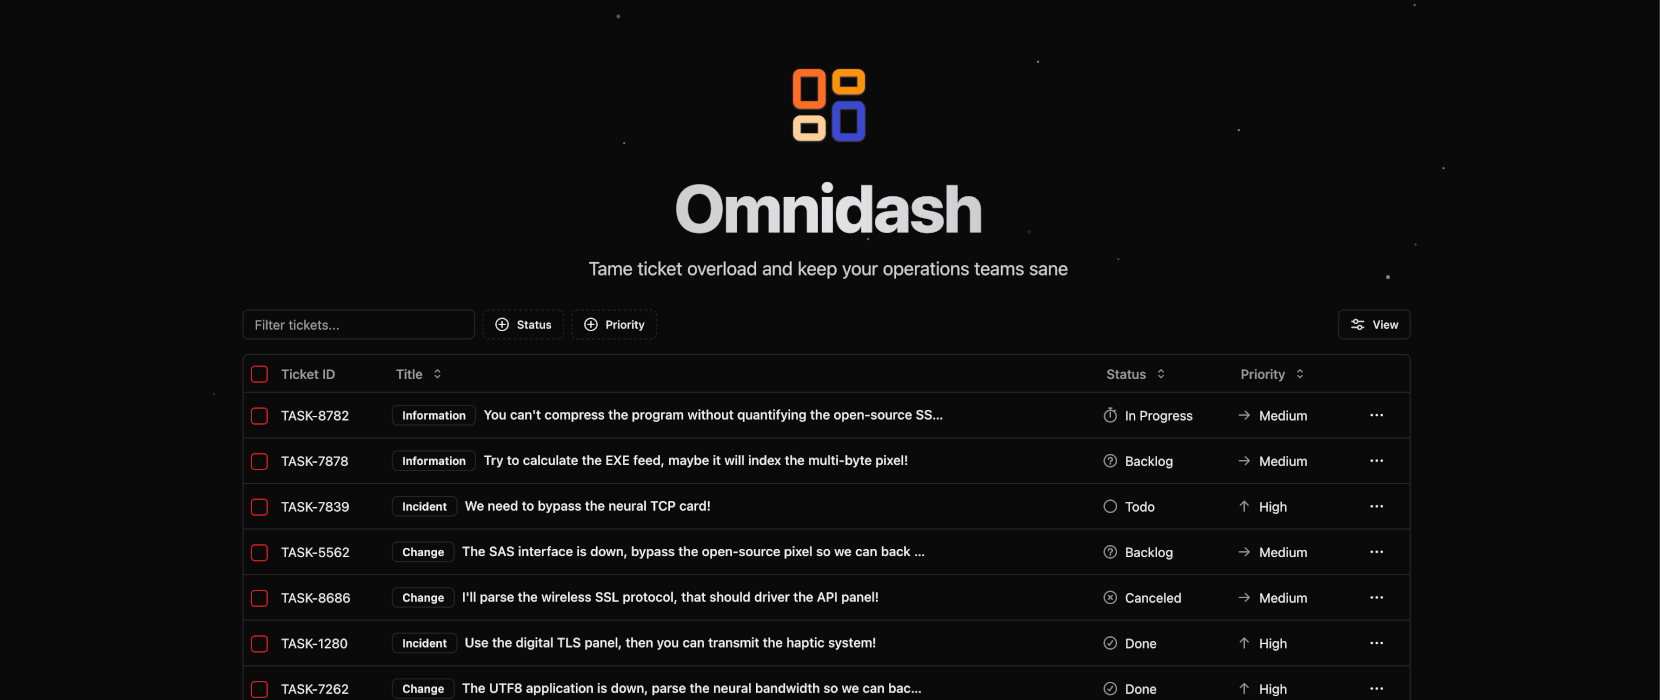 Omnidash
Tame ticket overload and keep your operations teams sane
Filter tickets... Status Priority View
Ticket ID Title Status Priority
TASK-8782 Information You can't compress the program without quantifying the open-source SS... In Progress Medium
TASK-7878 Information Try to calculate the EXE feed, maybe it will index the multi-byte pixel! Backlog Medium
TASK-7839 Incident We need to bypass the neural TCP card! Todo High
TASK-5562 Change The SAS interface is down, bypass the open-source pixel so we can back ... Backlog Medium
TASK-8686 Change I'll parse the wireless SSL protocol, that should driver the API panel! Canceled Medium
TASK-1280 Incident Use the digital TLS panel, then you can transmit the haptic system! Done High
TASK-7262 Change The UTF8 application is down, parse the neural bandwidth so we can bac... Done High